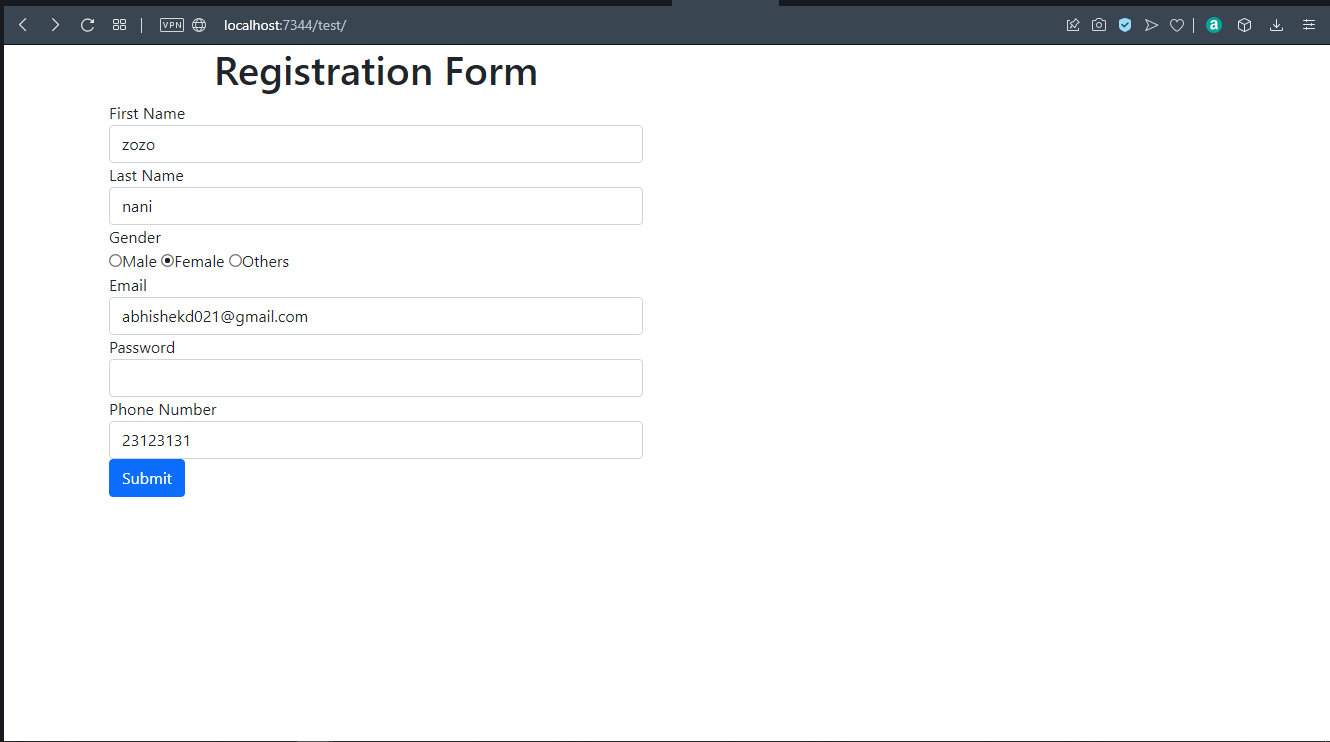 VPN localhost:7344/test/ a
Registration Form
First Name
zozo
Last Name
nani
Gender
Male Female Others
Email
abhishekd021@gmail.com
Password
Phone Number
23123131
Submit